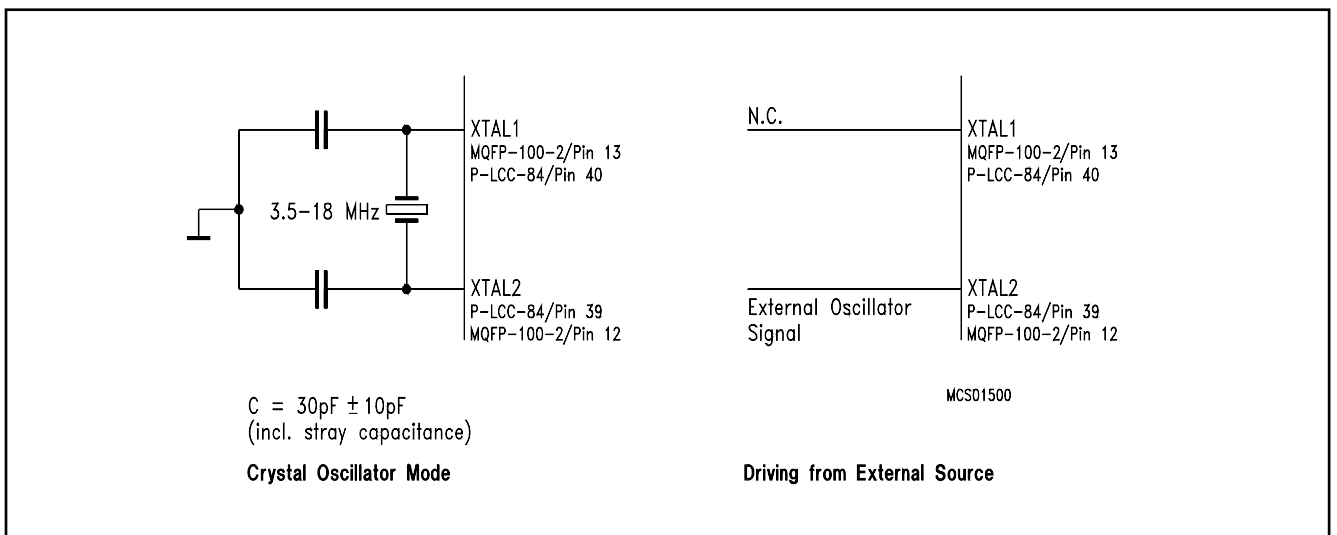 XTAL1
MQFP-100-2/Pin 13
P-LCC-84/Pin 40
3.5-18 MHz
XTAL2
P-LCC-84/Pin 39
MQFP-100-2/Pin 12
C = 30pF ± 10pF
(incl. stray capacitance)
Crystal Oscillator Mode
N.C.
XTAL1
MQFP-100-2/Pin 13
P-LCC-84/Pin 40
External Oscillator
Signal
XTAL2
P-LCC-84/Pin 39
MQFP-100-2/Pin 12
MCS01500
Driving from External Source